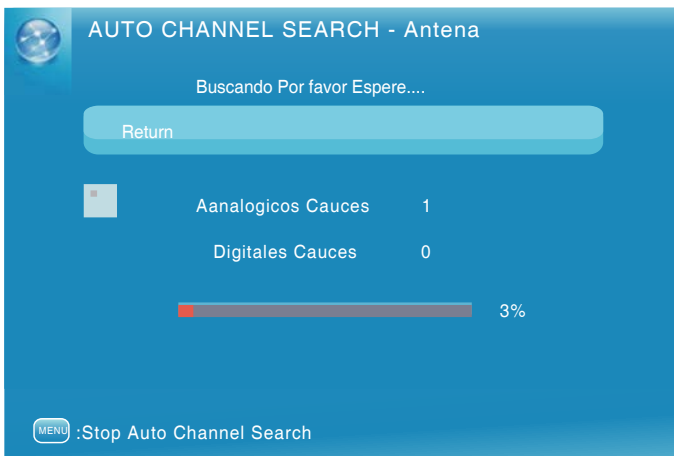 AUTO CHANNEL SEARCH - Antena
Buscando Por favor Espere....
Return
Aanalogicos Cauces 1
Digitales Cauces 0
3%
MENU :Stop Auto Channel Search